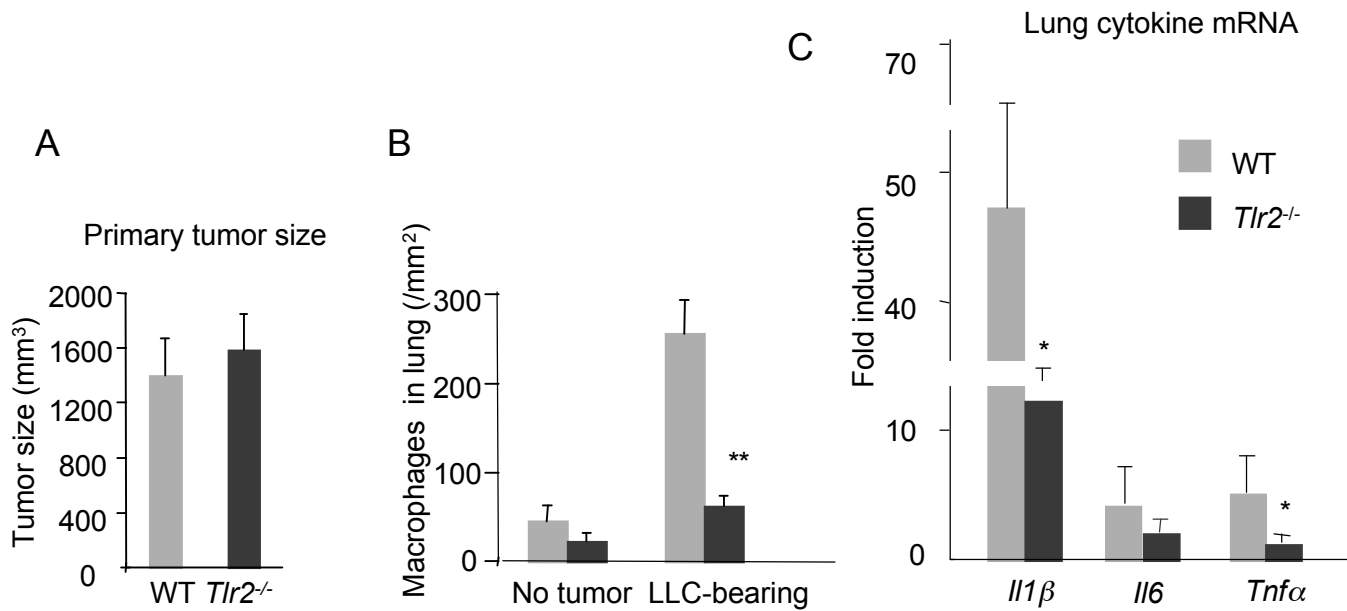 A
Primary tumor size
Tumor size (mm³)
2000
1600
1200
800
400
0
WT Tlr2⁻/⁻
B
Macrophages in lung (/mm²)
300
200
100
0
**
No tumor LLC-bearing
C
Lung cytokine mRNA
Fold induction
70
50
40
10
0
WT
Tlr2⁻/⁻
*
*
Il1β Il6 Tnfα